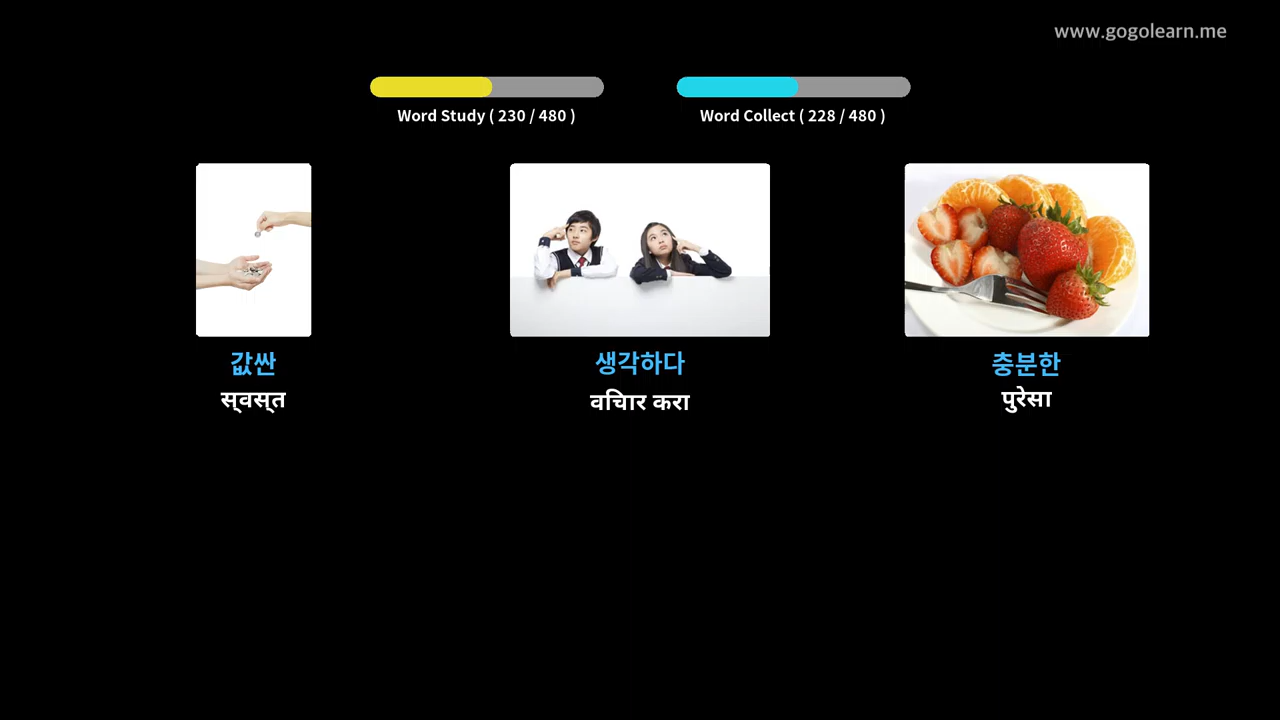 www.gogolearn.me
Word Study ( 230 / 480 )
Word Collect ( 228 / 480 )
값싼
생각하다
충분한
स्वस्त
विचार करा
पुरेसा